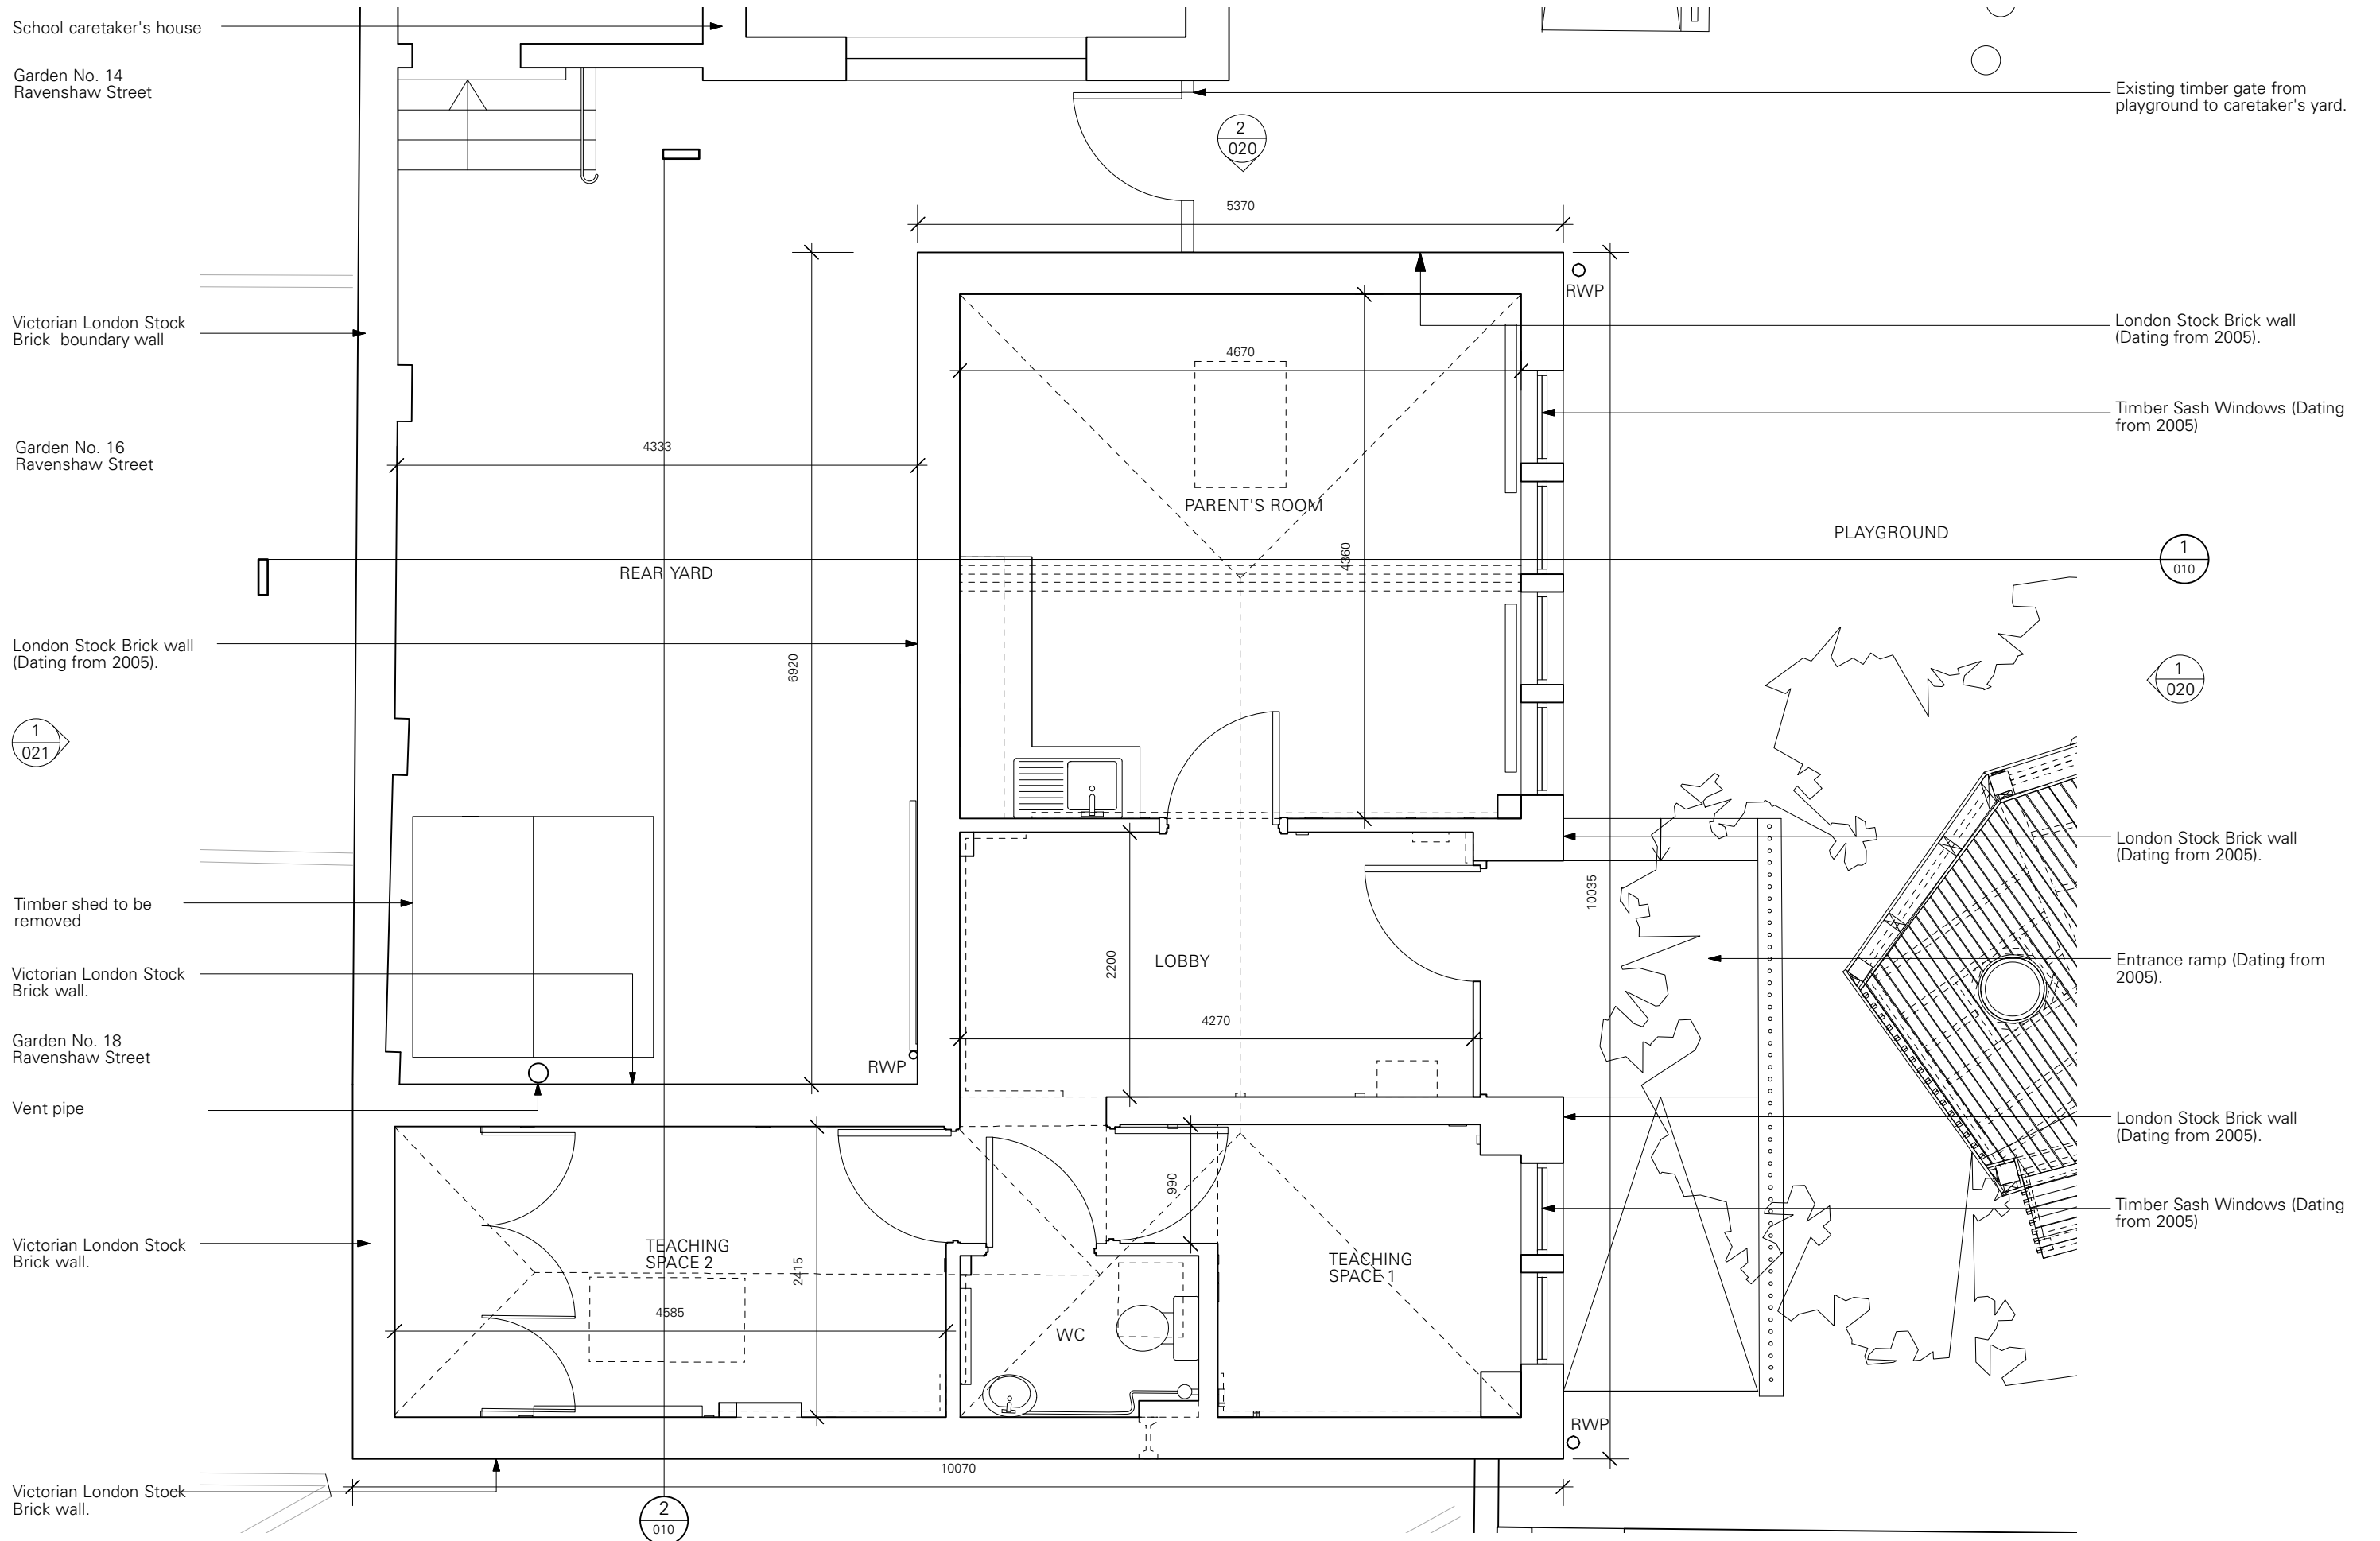 School caretaker's house
Garden No. 14
Ravenshaw Street
Existing timber gate from
playground to caretaker's yard.
2
020
5370
RWP
Victorian London Stock
Brick boundary wall
London Stock Brick wall
(Dating from 2005).
4670
Timber Sash Windows (Dating
from 2005)
Garden No. 16
Ravenshaw Street
4333
PARENT'S ROOM
PLAYGROUND
1
010
4360
REAR YARD
London Stock Brick wall
(Dating from 2005).
6920
1
020
1
021
London Stock Brick wall
(Dating from 2005).
10035
Timber shed to be
removed
LOBBY
2200
Entrance ramp (Dating from
2005).
Victorian London Stock
Brick wall.
4270
Garden No. 18
Ravenshaw Street
RWP
Vent pipe
London Stock Brick wall
(Dating from 2005).
990
Timber Sash Windows (Dating
from 2005)
Victorian London Stock
Brick wall.
TEACHING
SPACE 2
2415
TEACHING
SPACE 1
4585
WC
RWP
10070
Victorian London Stock
Brick wall.
2
010